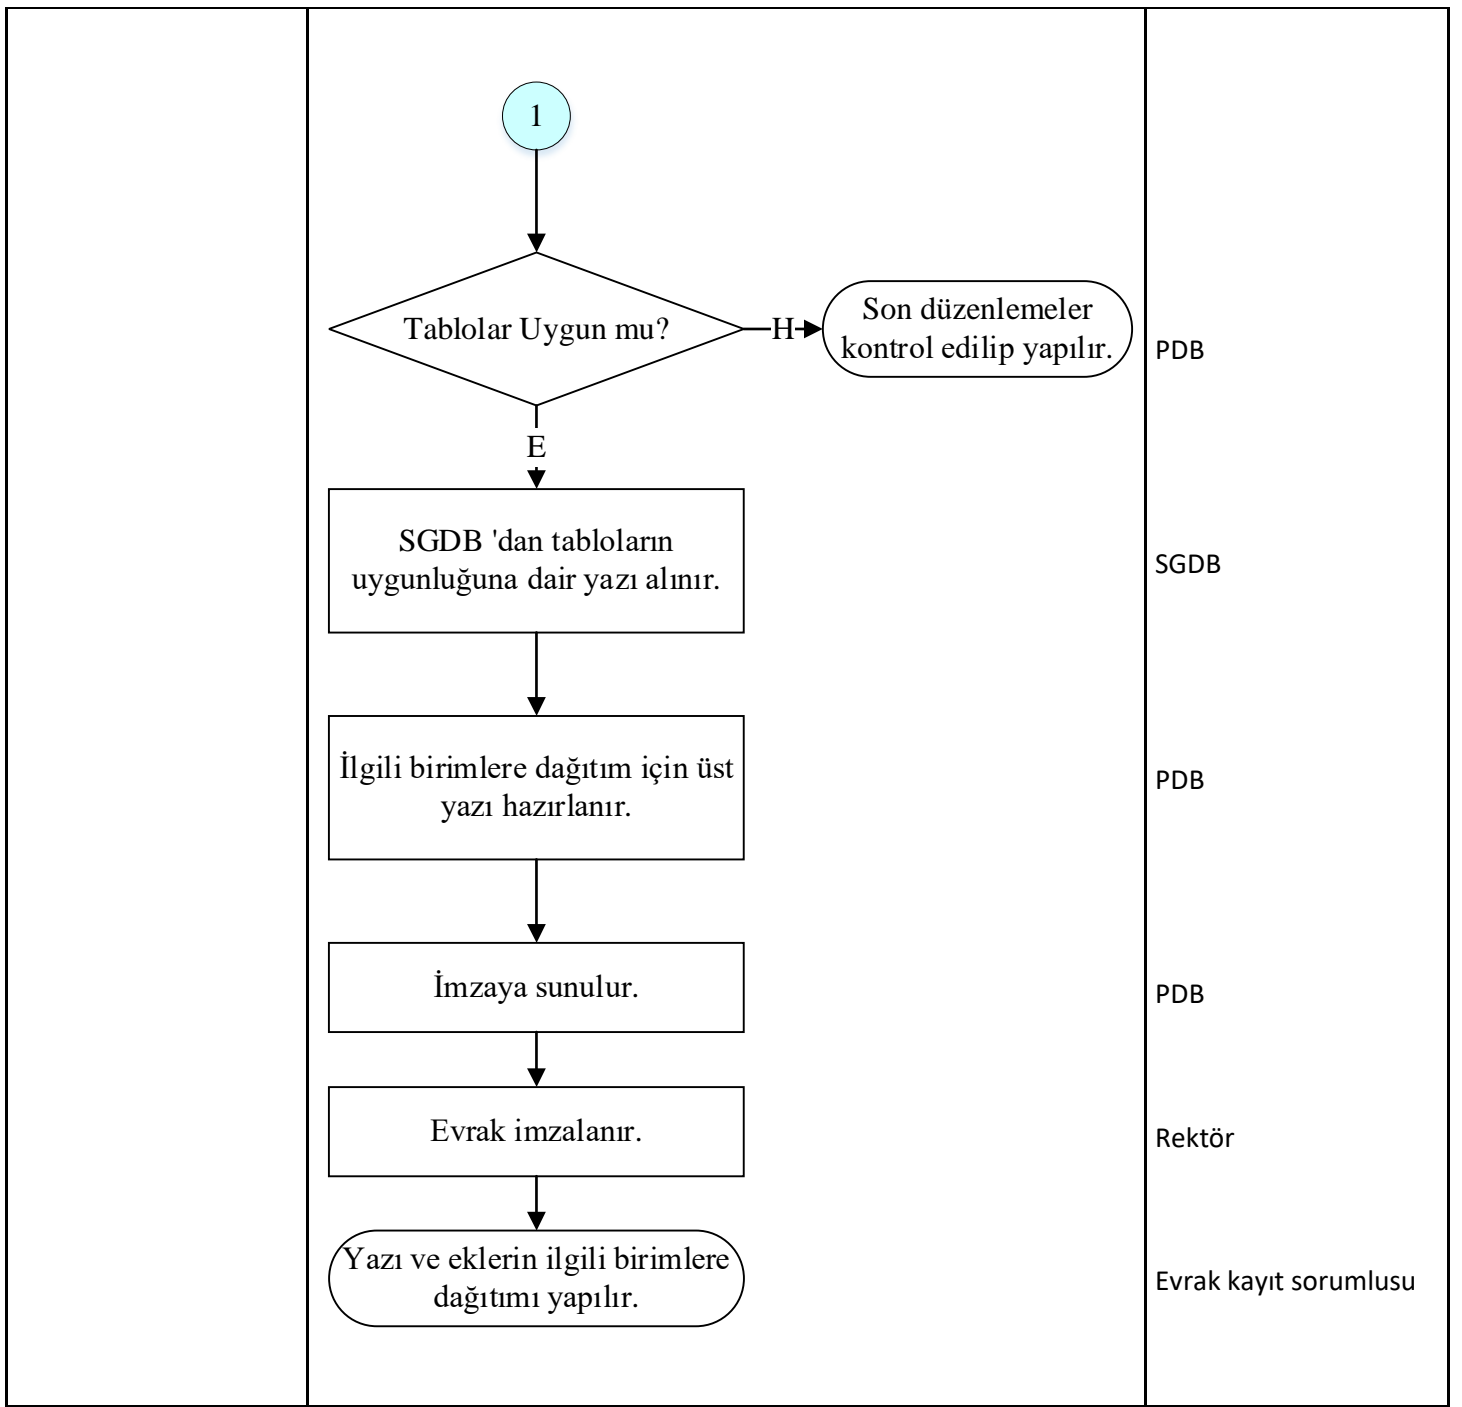 1
Tablolar Uygun mu?
H
Son düzenlemeler
kontrol edilip yapılır.
PDB
E
SGDB 'dan tabloların
uygunluğuna dair yazı alınır.
SGDB
İlgili birimlere dağıtım için üst
yazı hazırlanır.
PDB
İmzaya sunulur.
PDB
Evrak imzalanır.
Rektör
Yazı ve eklerin ilgili birimlere
dağıtımı yapılır.
Evrak kayıt sorumlusu